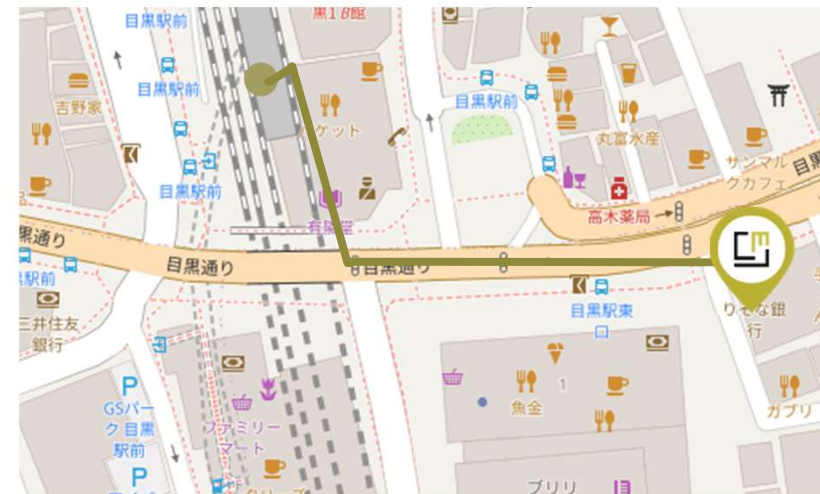 目黒駅前
黒1B館
目黒駅前
目黒駅前
吉野家
ケット
丸富水産
サンマル
クカフェ
目黒駅前
高木薬局
有隣堂
黒通り
目黒通り
目黒通り
駅前
三井住友
銀行
目黒駅東
口
りそな銀
行
P
GSパー
ク目黒
駅前
P
ファミリー
マート
魚金
1
ガブリ
ブリリ